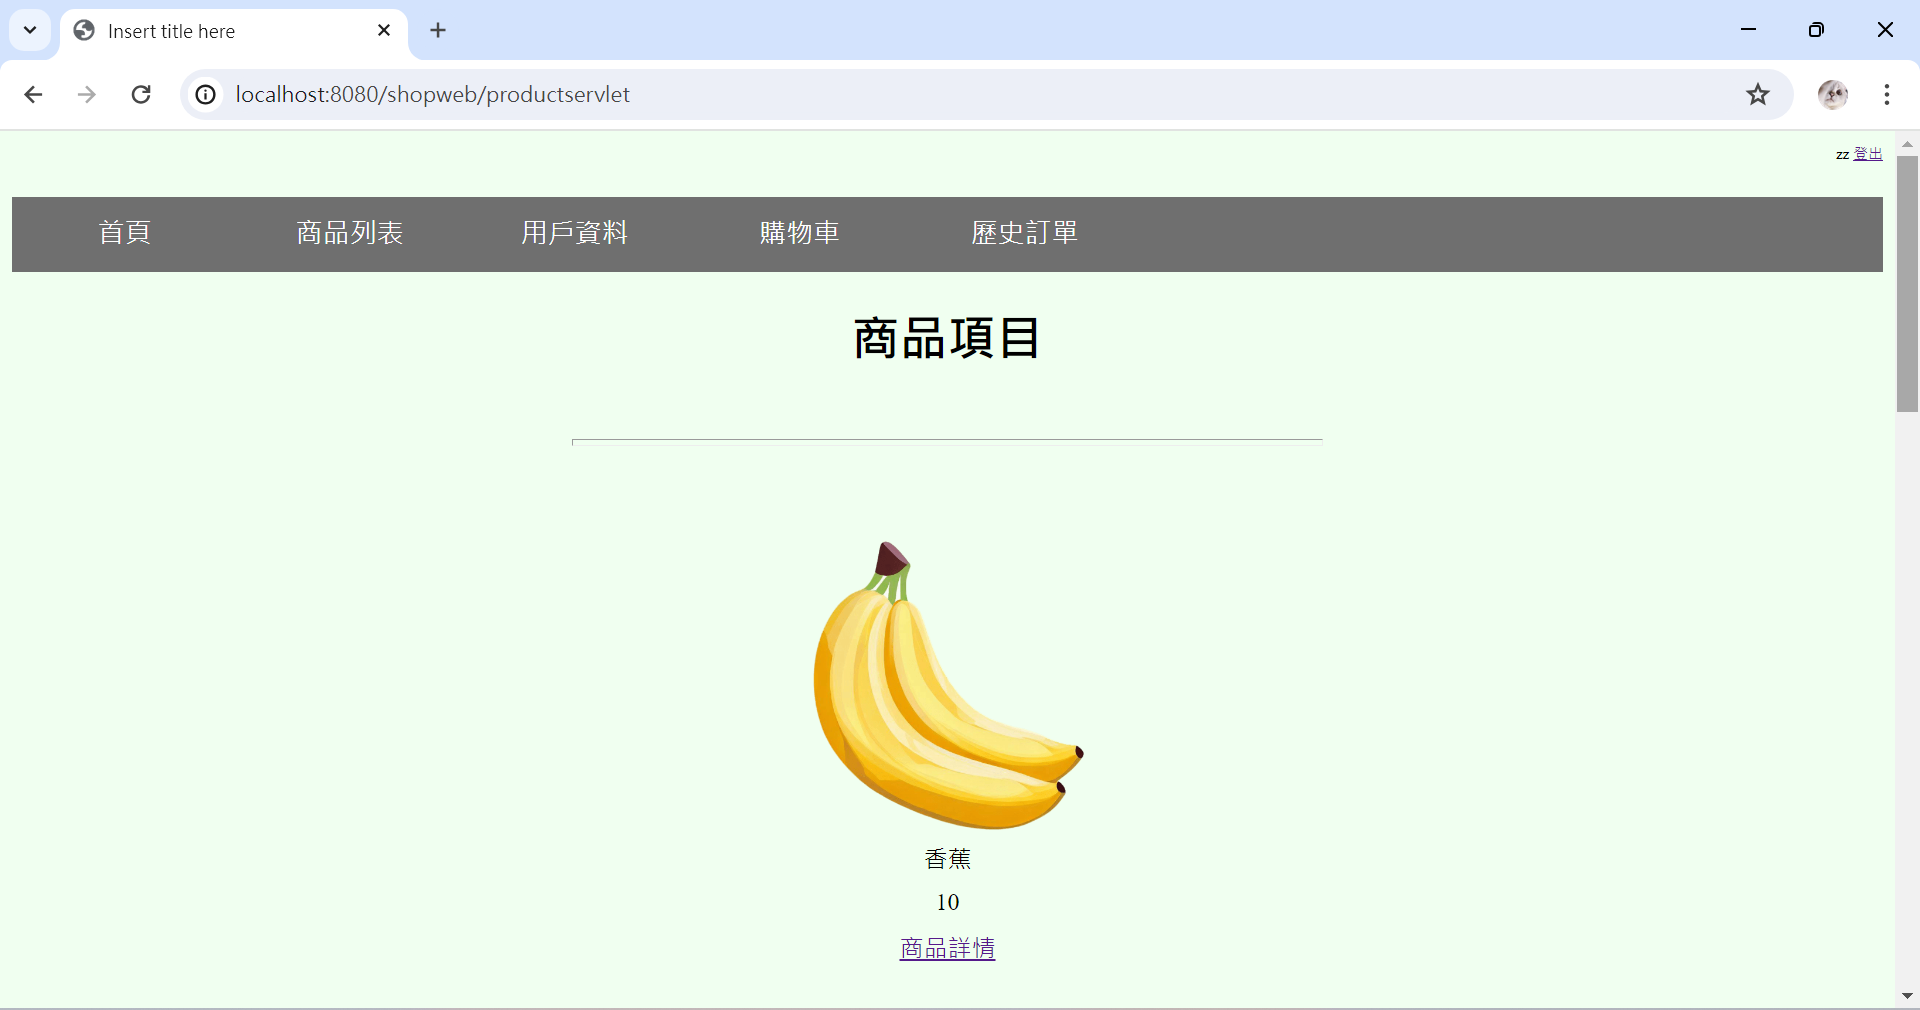 Insert title here
localhost:8080/shopweb/productservlet
zz 登出
首頁 商品列表 用戶資料 購物車 歷史訂單
商品項目
香蕉
10
商品詳情